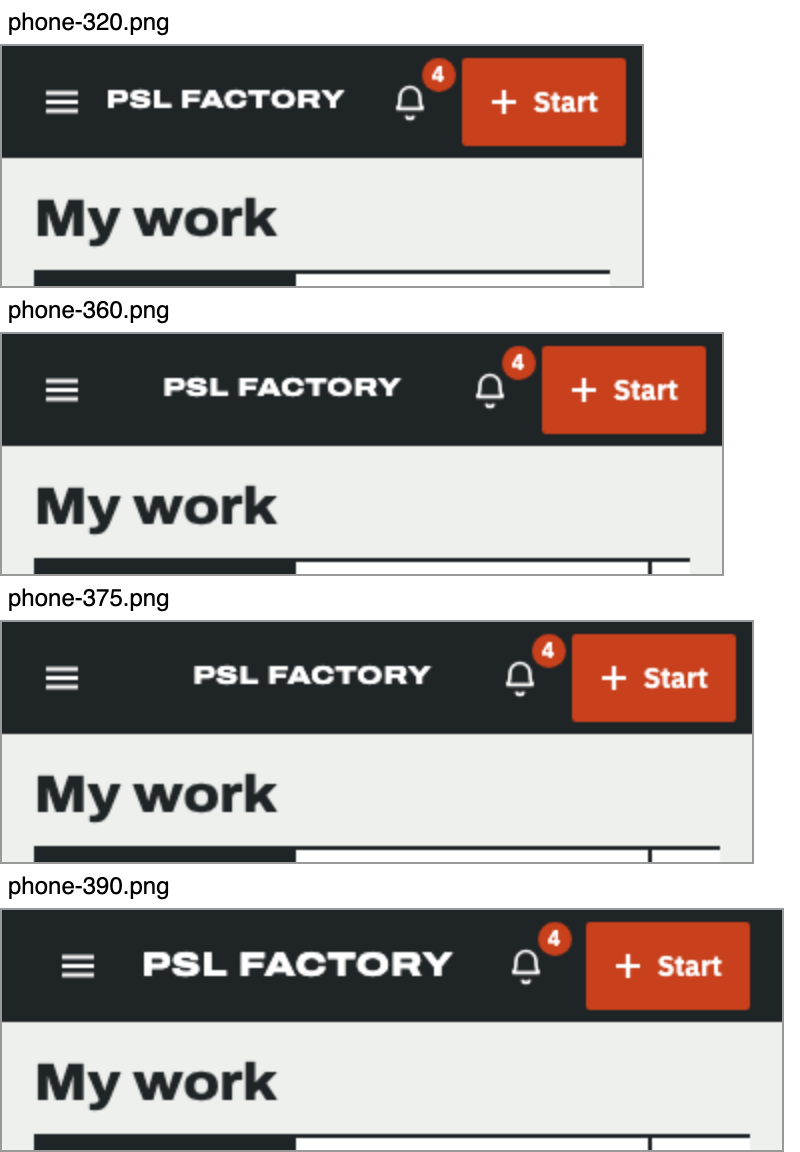 phone-320.png
PSL FACTORY 4 + Start
My work
phone-360.png
PSL FACTORY 4 + Start
My work
phone-375.png
PSL FACTORY 4 + Start
My work
phone-390.png
PSL FACTORY 4 + Start
My work